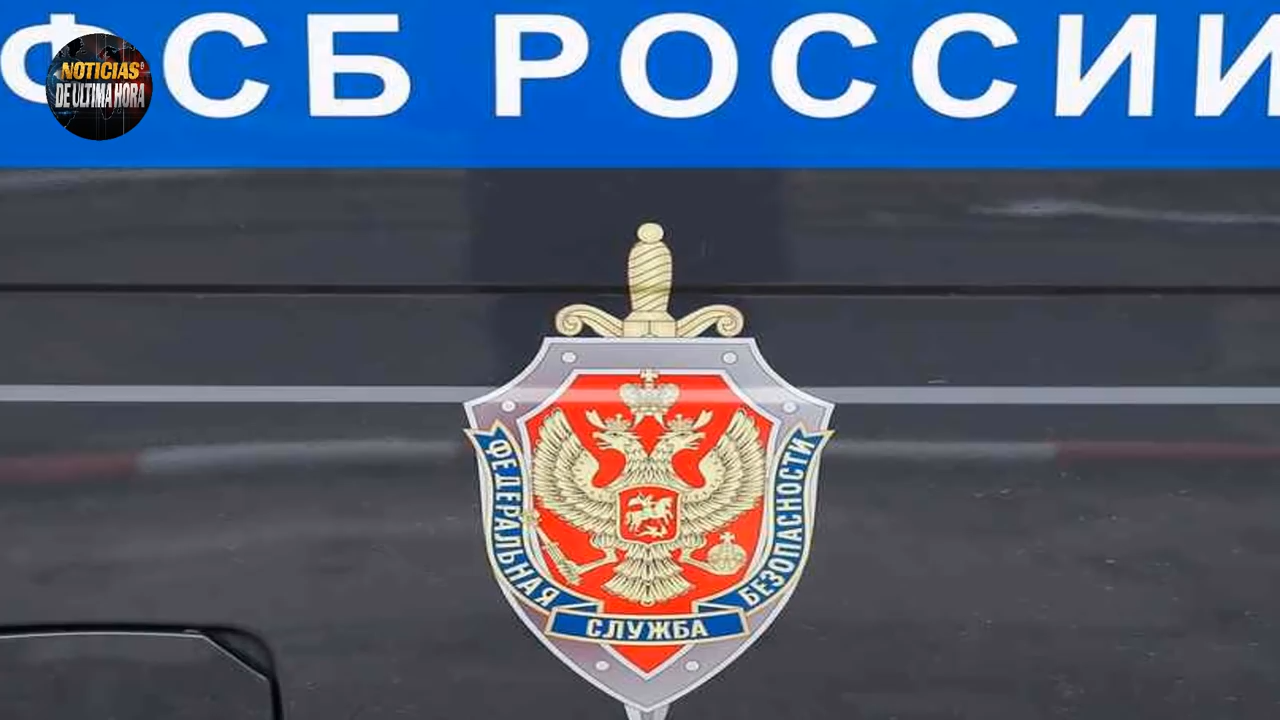 ФСБ РОССИИ
NOTICIAS
DE ULTIMA HORA
ФЕДЕРАЛЬНАЯ
СЛУЖБА
БЕЗОПАСНОСТИ